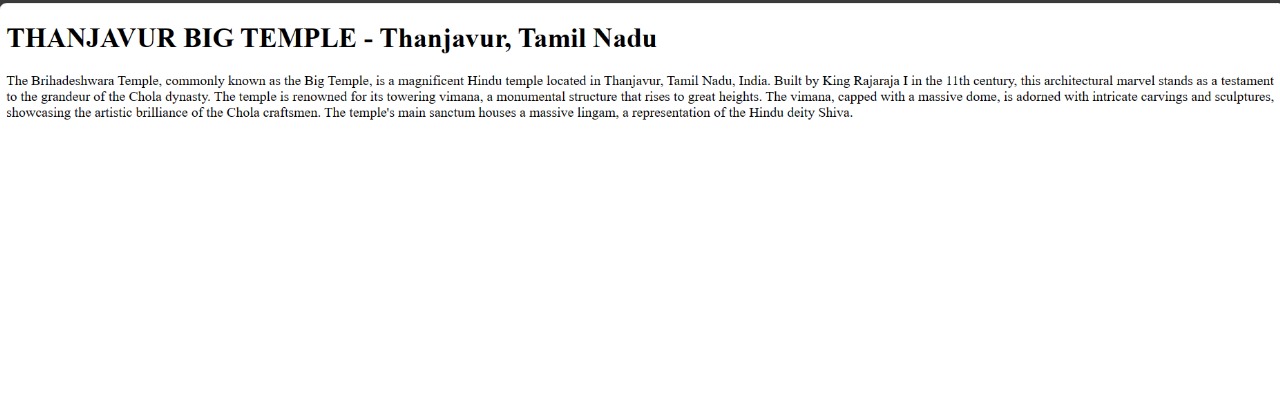 THANJAVUR BIG TEMPLE - Thanjavur, Tamil Nadu
The Brihadeshwara Temple, commonly known as the Big Temple, is a magnificent Hindu temple located in Thanjavur, Tamil Nadu, India. Built by King Rajaraja I in the 11th century, this architectural marvel stands as a testament
to the grandeur of the Chola dynasty. The temple is renowned for its towering vimana, a monumental structure that rises to great heights. The vimana, capped with a massive dome, is adorned with intricate carvings and sculptures,
showcasing the artistic brilliance of the Chola craftsmen. The temple's main sanctum houses a massive lingam, a representation of the Hindu deity Shiva.